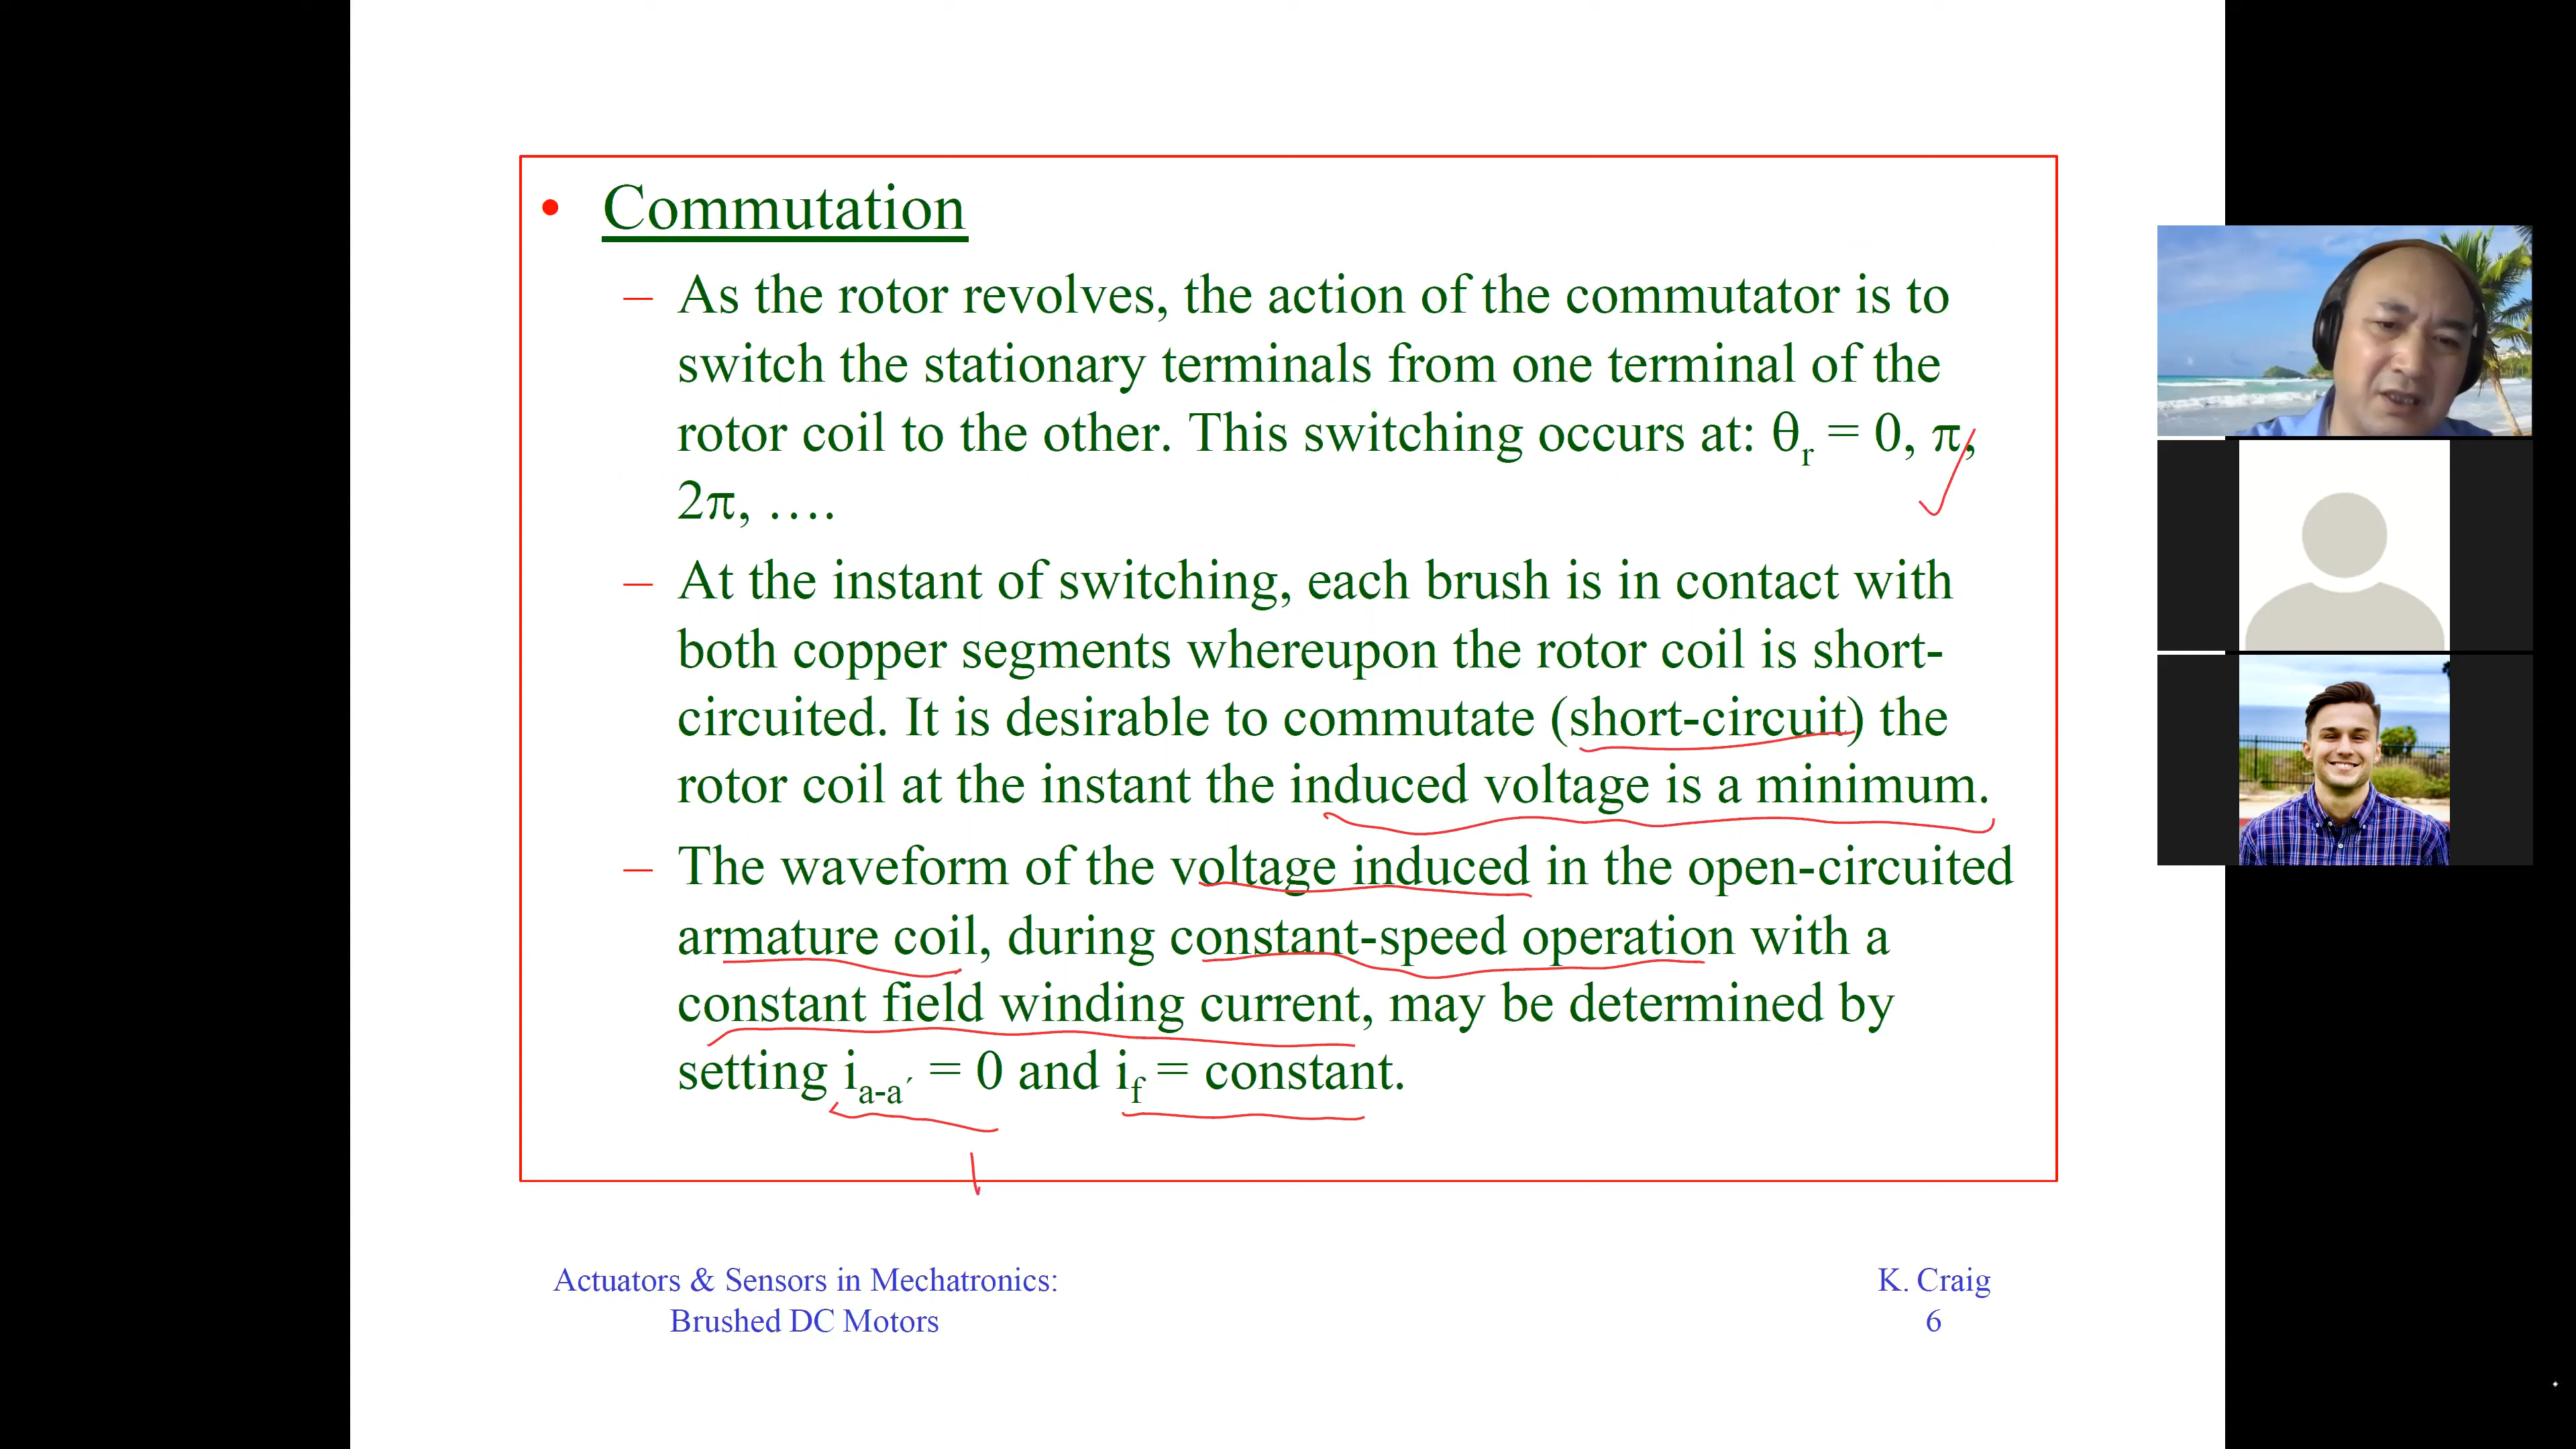 • Commutation
– As the rotor revolves, the action of the commutator is to
switch the stationary terminals from one terminal of the
rotor coil to the other. This switching occurs at: θr = 0, π,
2π, ….
– At the instant of switching, each brush is in contact with
both copper segments whereupon the rotor coil is short-
circuited. It is desirable to commutate (short-circuit) the
rotor coil at the instant the induced voltage is a minimum.
– The waveform of the voltage induced in the open-circuited
armature coil, during constant-speed operation with a
constant field winding current, may be determined by
setting ia-a′ = 0 and if = constant.
Actuators & Sensors in Mechatronics:
Brushed DC Motors
K. Craig
6